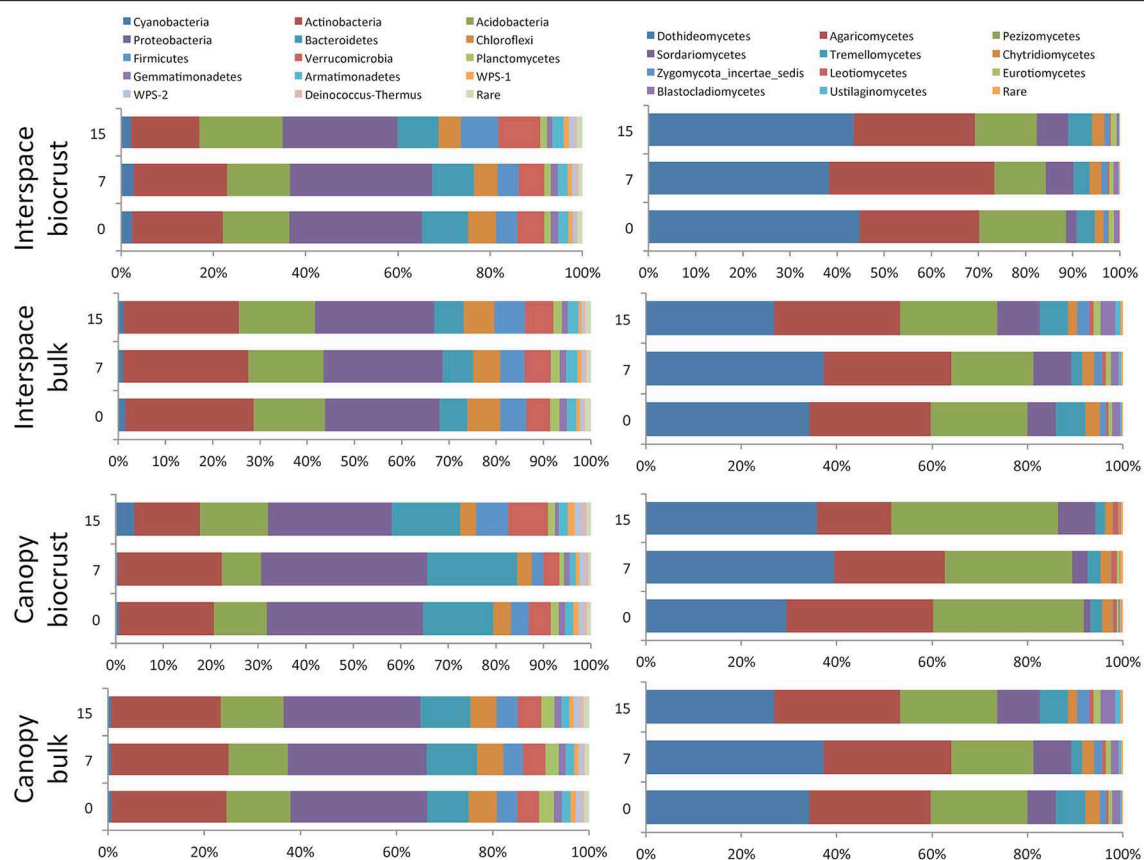 Cyanobacteria Actinobacteria Acidobacteria
Proteobacteria Bacteroidetes Chloroflexi
Firmicutes Verrucomicrobia Planctomycetes
Gemmatimonadetes Armatimonadetes WPS-1
WPS-2 Deinococcus-Thermus Rare
Dothideomycetes Agaricomycetes Pezizomycetes
Sordariomycetes Tremellomycetes Chytridiomycetes
Zygomycota_incertae_sedis Leotiomycetes Eurotiomycetes
Blastocladiomycetes Ustilaginomycetes Rare
Interspace
biocrust
15
7
0
0% 20% 40% 60% 80% 100%
15
7
0
0% 10% 20% 30% 30% 50% 60% 70% 80% 90% 100%
Interspace
bulk
15
7
0
0% 10% 20% 30% 40% 50% 60% 70% 80% 90% 100%
15
7
0
0% 20% 40% 60% 80% 100%
Canopy
biocrust
15
7
0
0% 10% 20% 30% 40% 50% 60% 70% 80% 90% 100%
15
7
0
0% 20% 40% 60% 80% 100%
Canopy
bulk
15
7
0
0% 20% 40% 60% 80% 100%
15
7
0
0% 20% 40% 60% 80% 100%